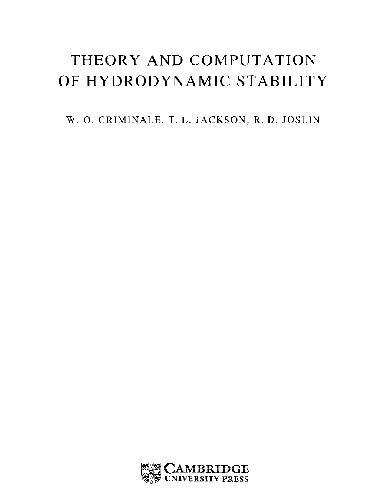 THEORY AND COMPUTATION
OF HYDRODYNAMIC STABILITY
W. O. CRIMINALE, T. L. JACKSON, R. D. JOSLIN
CAMBRIDGE
UNIVERSITY PRESS